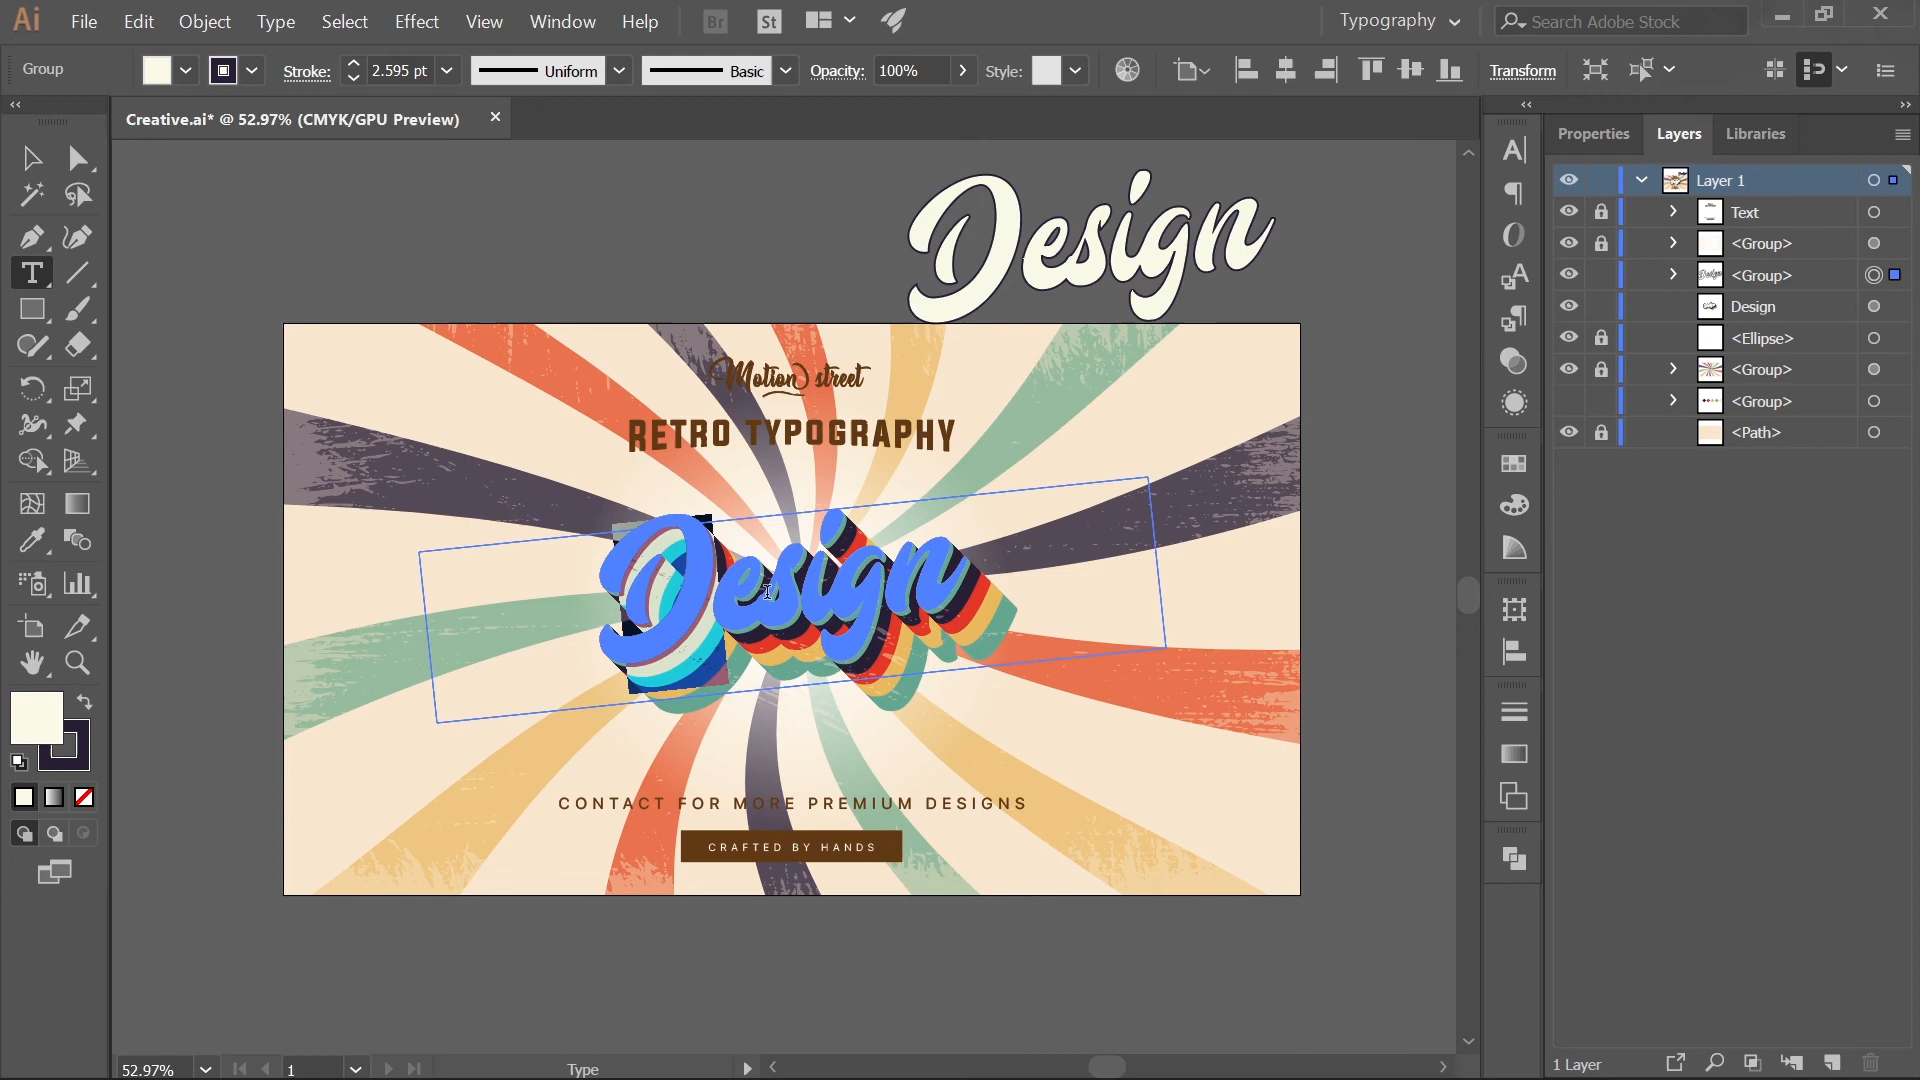 Ai File Edit Object Type Select Effect View Window Help Br St Typography Search Adobe Stock
Group Stroke: 2.595 pt Uniform Basic Opacity: 100% Style: Transform
Creative.ai* @ 52.97% (CMYK/GPU Preview)
Properties Layers Libraries
Layer 1
Text
<Group>
<Group>
Design
<Ellipse>
<Group>
<Group>
<Path>
Design
Motion street
RETRO TYPOGRAPHY
Design
CONTACT FOR MORE PREMIUM DESIGNS
CRAFTED BY HANDS
52.97% 1 Type
1 Layer